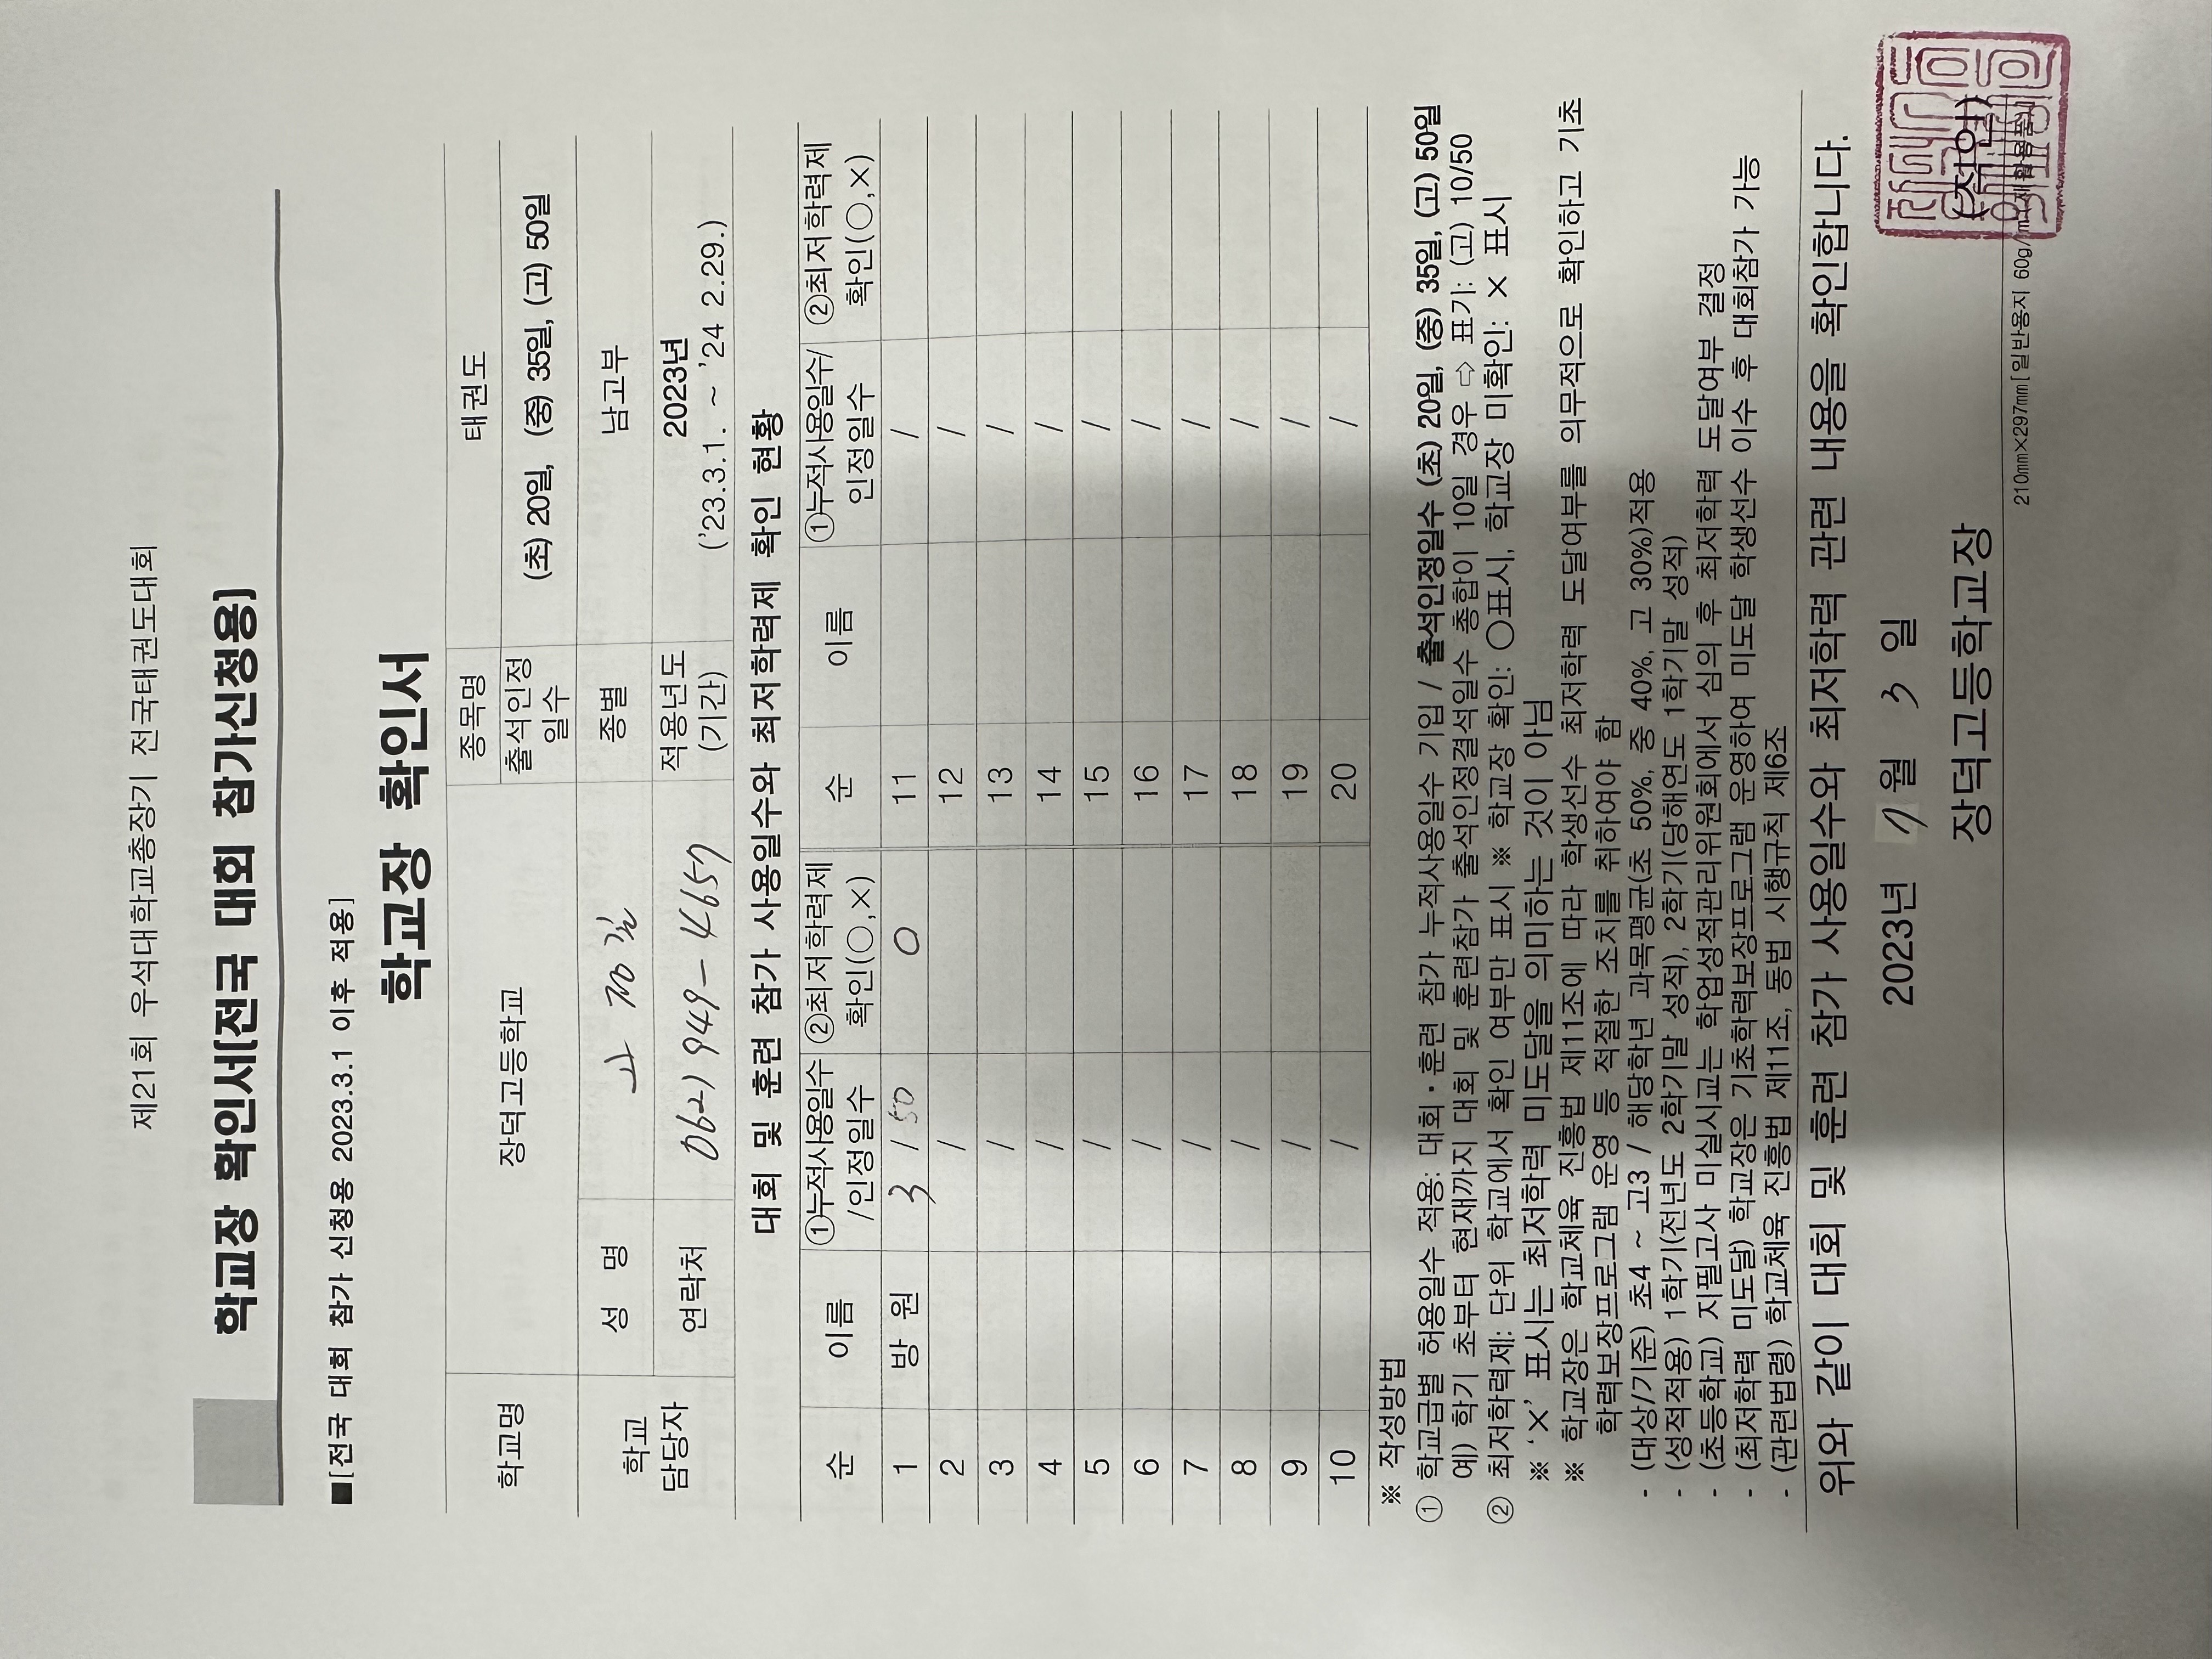 제21회 우석대학교총장기 전국태권도대회
학교장 확인서[전국 대회 참가신청용]
■[전국 대회 참가 신청용 2023.3.1 이후 적용]
학교장 확인서
학교명 장덕고등학교 종목명 태권도
출석인정일수 (초) 20일, (중) 35일, (고) 50일
학교 담당자 성 명 고 종별 남고부
연락처 062) 949-4657 적용년도 (기간) 2023년 ('23.3.1. ~ '24 2.29.)
대회 및 훈련 참가 사용일수와 최저학력제 확인 현황
순 이름 ①누적사용일수/인정일수 ②최저학력제 확인(○,×) 순 이름 ①누적사용일수/인정일수 ②최저학력제 확인(○,×)
1 방 원 3 / 50 ○ 11 /
2 / 12 /
3 / 13 /
4 / 14 /
5 / 15 /
6 / 16 /
7 / 17 /
8 / 18 /
9 / 19 /
10 / 20 /
※ 작성방법
① 학교급별 허용일수 적용: 대회·훈련 참가 누적사용일수 기입 / 출석인정일수 (초) 20일, (중) 35일, (고) 50일
예) 학기 초부터 현재까지 대회 및 훈련참가 출석인정결석일수 총합이 10일 경우 ⇨ 표기: (고) 10/50
② 최저학력제: 단위 학교에서 확인 여부만 표시 ※ 학교장 확인: ○표시, 학교장 미확인: × 표시
※ '×' 표시는 최저학력 미도달을 의미하는 것이 아님
※ 학교장은 학교체육 진흥법 제11조에 따라 학생선수 최저학력 도달여부를 의무적으로 확인하고 기초
학력보장프로그램 운영 등 적절한 조치를 취하여야 함
- (대상/기준) 초4 ~ 고3 / 해당학년 과목평균(초 50%, 중 40%, 고 30%)적용
- (성적적용) 1학기(전년도 2학기말 성적), 2학기(당해연도 1학기말 성적)
- (초등학교) 지필고사 미실시교는 학업성적관리위원회에서 심의 후 최저학력 도달여부 결정
- (최저학력 미도달) 학교장은 기초학력보장프로그램 운영하여 미도달 학생선수 이수 후 대회참가 가능
- (관련법령) 학교체육 진흥법 제11조, 동법 시행규칙 제6조
위와 같이 대회 및 훈련 참가 사용일수와 최저학력 관련 내용을 확인합니다.
2023년 7 월 3 일
장덕고등학교장 (직인)
210㎜×297㎜[일반용지 60g/㎡(재활용품)]